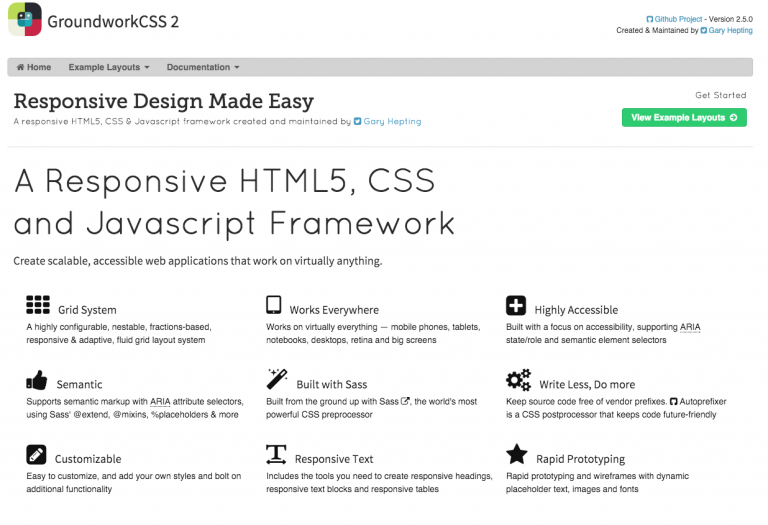 GroundworkCSS 2
Github Project - Version 2.5.0
Created & Maintained by Gary Hepting
Home Example Layouts Documentation
Responsive Design Made Easy
A responsive HTML5, CSS & Javascript framework created and maintained by Gary Hepting
Get Started
View Example Layouts
A Responsive HTML5, CSS
and Javascript Framework
Create scalable, accessible web applications that work on virtually anything.
Grid System
A highly configurable, nestable, fractions-based,
responsive & adaptive, fluid grid layout system
Works Everywhere
Works on virtually everything — mobile phones, tablets,
notebooks, desktops, retina and big screens
Highly Accessible
Built with a focus on accessibility, supporting ARIA
state/role and semantic element selectors
Semantic
Supports semantic markup with ARIA attribute selectors,
using Sass' @extend, @mixins, %placeholders & more
Built with Sass
Built from the ground up with Sass, the world's most
powerful CSS preprocessor
Write Less, Do more
Keep source code free of vendor prefixes. Autoprefixer
is a CSS postprocessor that keeps code future-friendly
Customizable
Easy to customize, and add your own styles and bolt on
additional functionality
Responsive Text
Includes the tools you need to create responsive headings,
responsive text blocks and responsive tables
Rapid Prototyping
Rapid prototyping and wireframes with dynamic
placeholder text, images and fonts